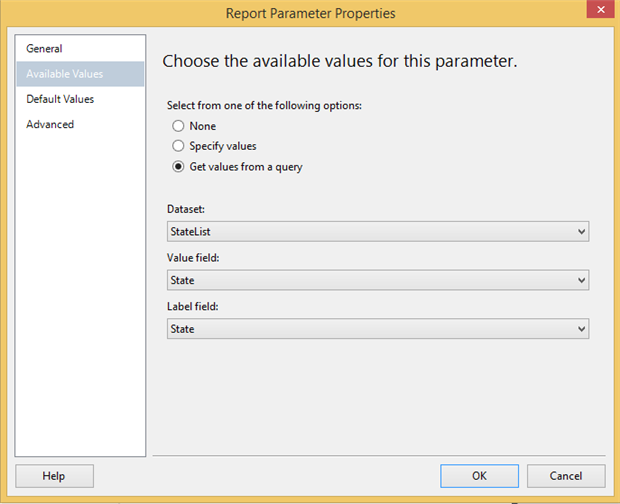 Report Parameter Properties
General
Available Values
Default Values
Advanced
Choose the available values for this parameter.
Select from one of the following options:
None
Specify values
Get values from a query
Dataset:
StateList
Value field:
State
Label field:
State
Help
OK
Cancel